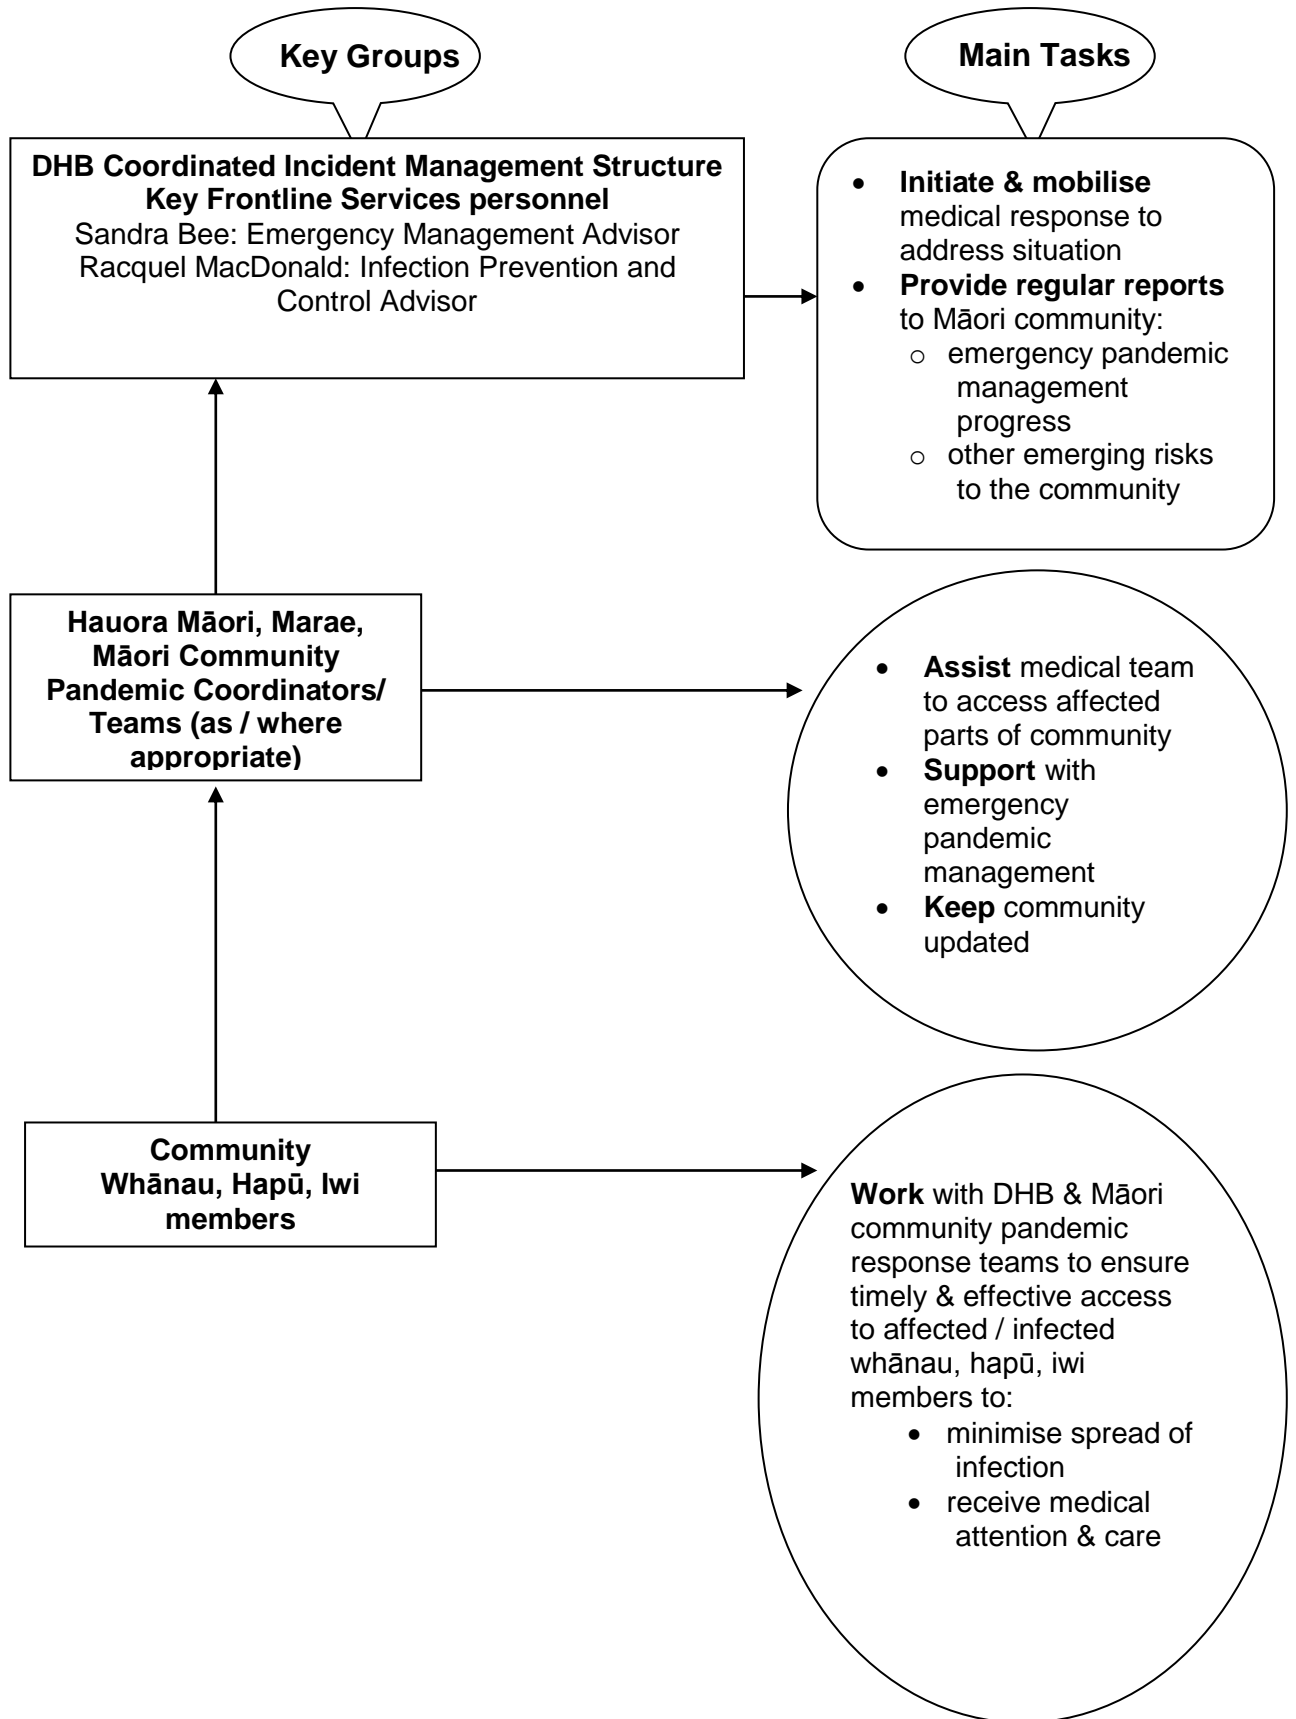 Key Groups
Main Tasks
DHB Coordinated Incident Management Structure
Key Frontline Services personnel
Sandra Bee: Emergency Management Advisor
Racquel MacDonald: Infection Prevention and
Control Advisor
• Initiate & mobilise
medical response to
address situation
• Provide regular reports
to Māori community:
o emergency pandemic
management
progress
o other emerging risks
to the community
Hauora Māori, Marae,
Māori Community
Pandemic Coordinators/
Teams (as / where
appropriate)
• Assist medical team
to access affected
parts of community
• Support with
emergency
pandemic
management
• Keep community
updated
Community
Whānau, Hapū, Iwi
members
Work with DHB & Māori
community pandemic
response teams to ensure
timely & effective access
to affected / infected
whānau, hapū, iwi
members to:
• minimise spread of
infection
• receive medical
attention & care